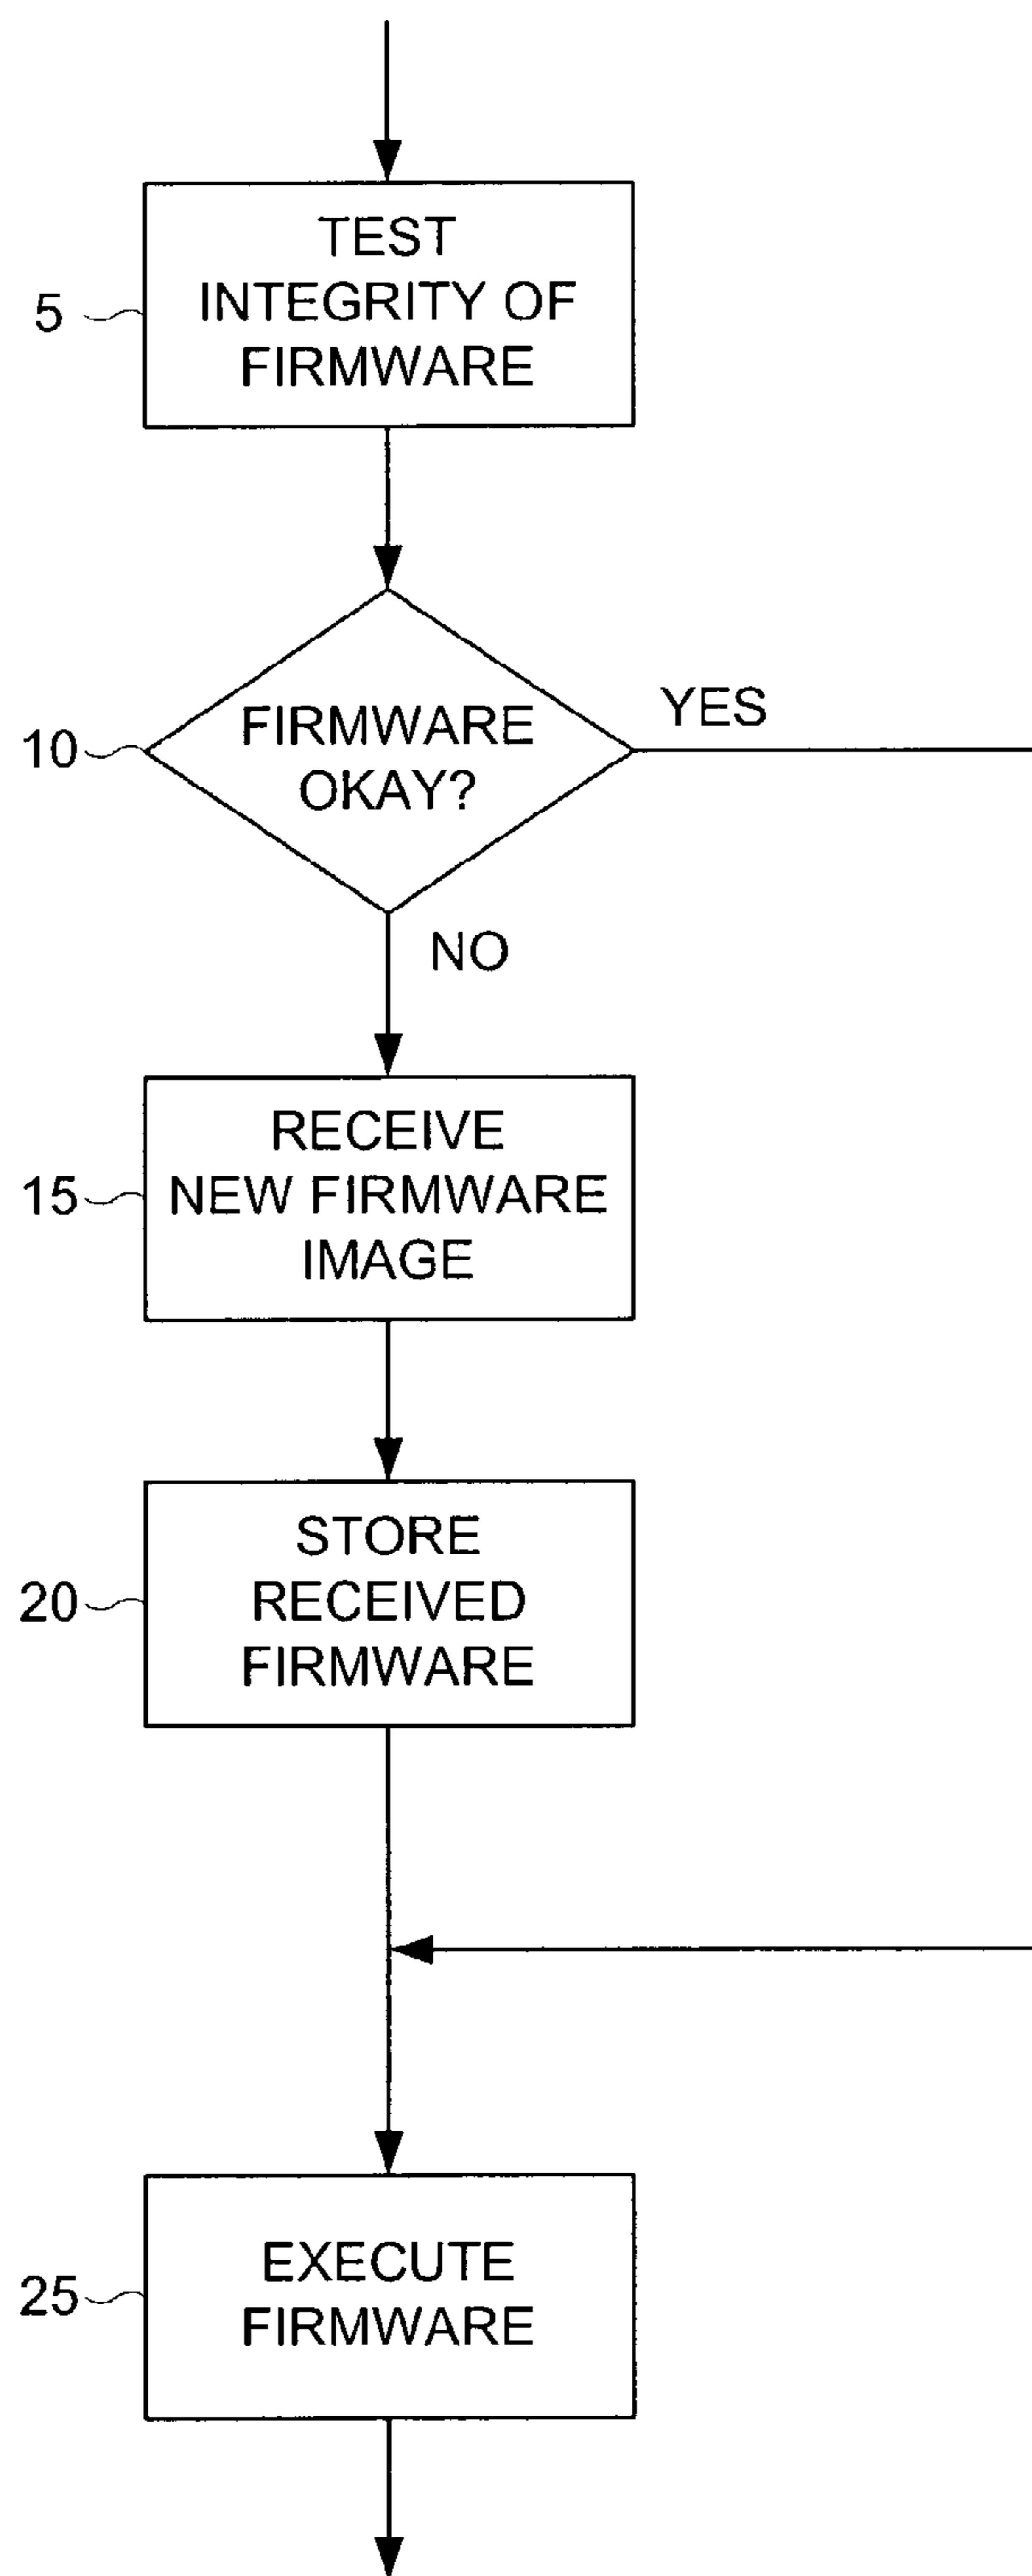 TEST
INTEGRITY OF
FIRMWARE
5
FIRMWARE
OKAY?
10
YES
NO
RECEIVE
NEW FIRMWARE
IMAGE
15
STORE
RECEIVED
FIRMWARE
20
EXECUTE
FIRMWARE
25